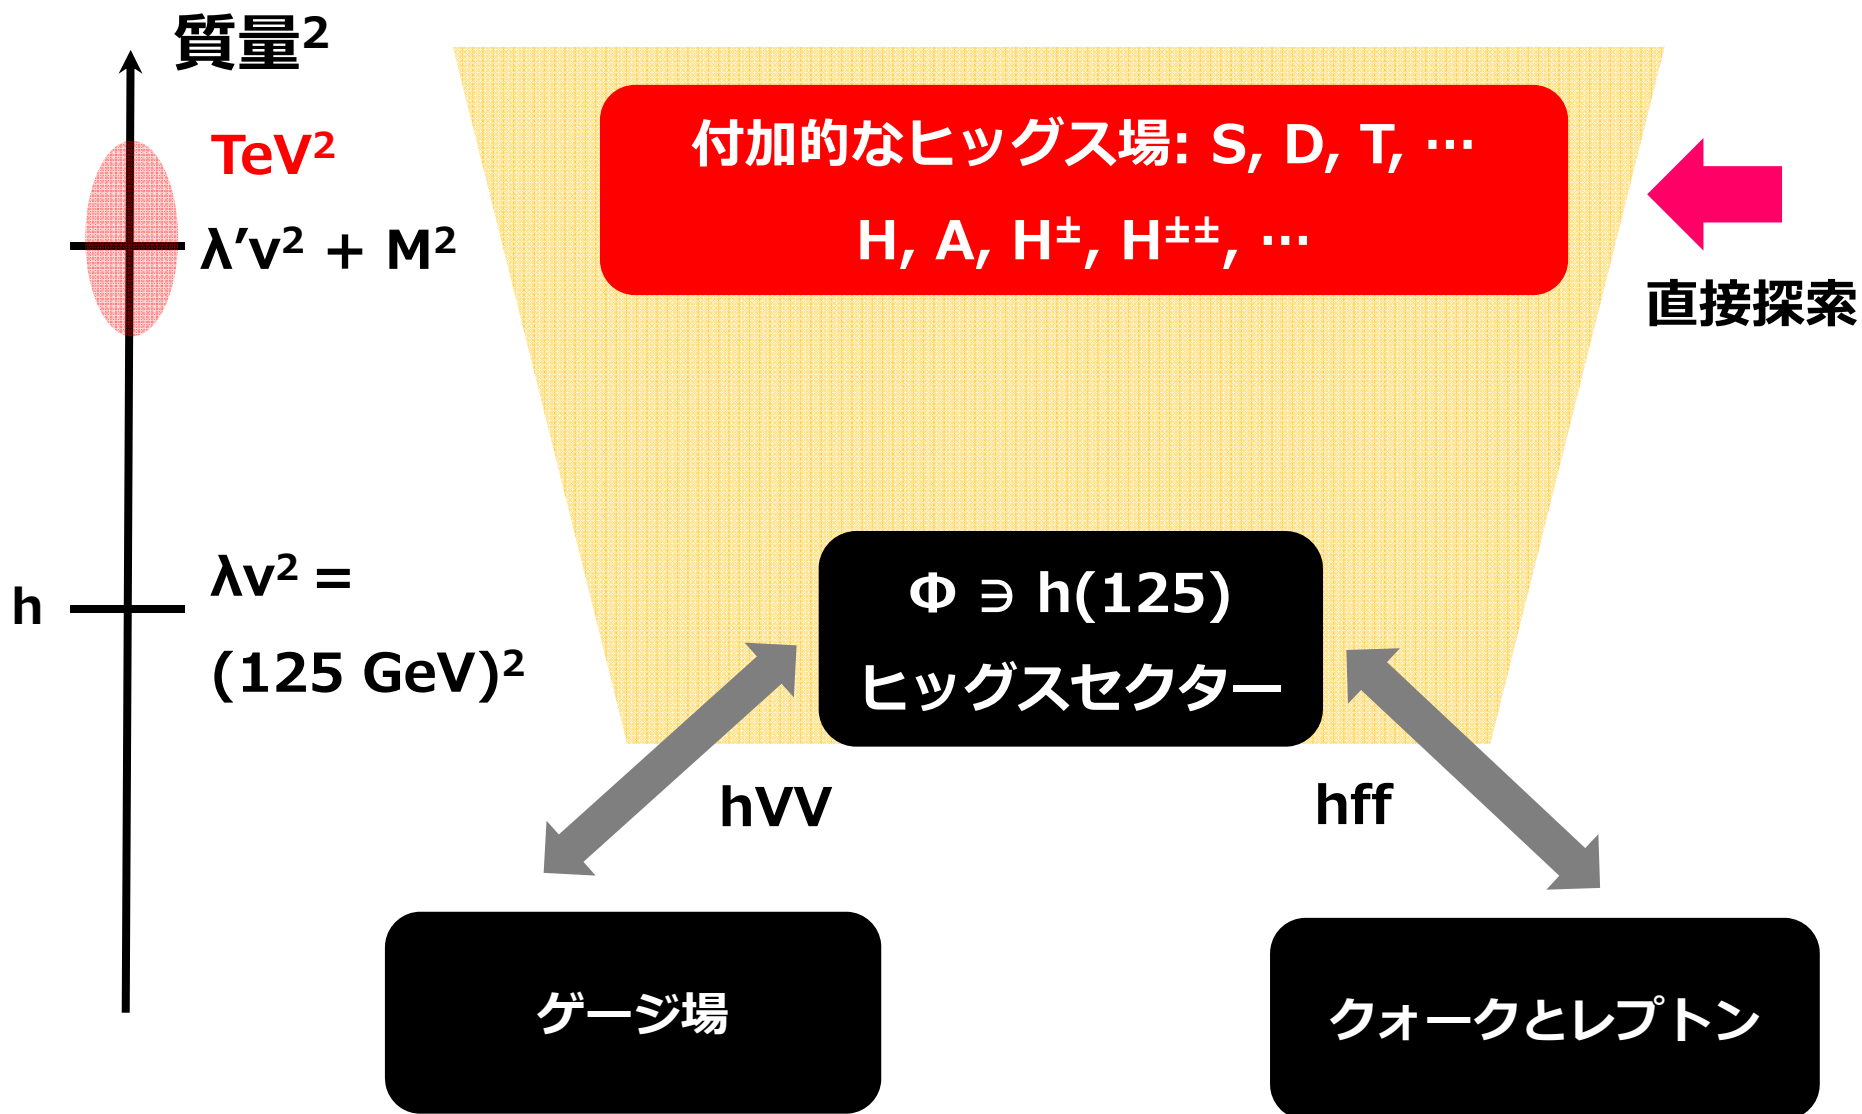 質量²
TeV²
λ′v² + M²
付加的なヒッグス場: S, D, T, …
H, A, H±, H±±, …
直接探索
h
λv² =
(125 GeV)²
Φ ∋ h(125)
ヒッグスセクター
hVV
hff
ゲージ場
クォークとレプトン